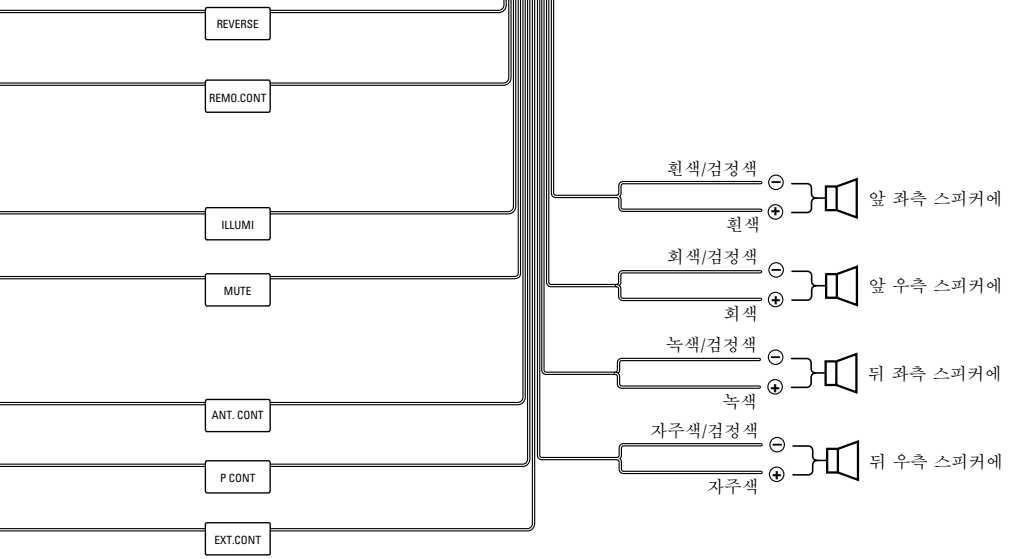 REVERSE
REMO.CONT
ILLUMI
MUTE
ANT. CONT
P CONT
EXT.CONT
흰색/검정색
⊖
⊕
흰색
앞 좌측 스피커에
회색/검정색
⊖
⊕
회색
앞 우측 스피커에
녹색/검정색
⊖
⊕
녹색
뒤 좌측 스피커에
자주색/검정색
⊖
⊕
자주색
뒤 우측 스피커에